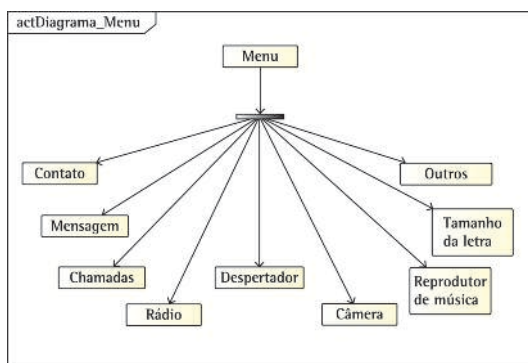 actDiagrama_Menu
Menu
Contato
Outros
Mensagem
Tamanho
da letra
Chamadas
Despertador
Reprodutor
de música
Rádio
Câmera